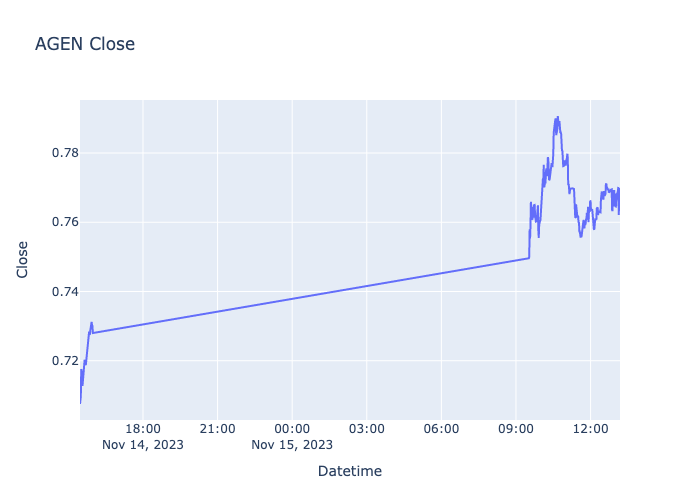 AGEN Close
Close
0.78
0.76
0.74
0.72
18:00 21:00 00:00 03:00 06:00 09:00 12:00
Nov 14, 2023 Nov 15, 2023
Datetime